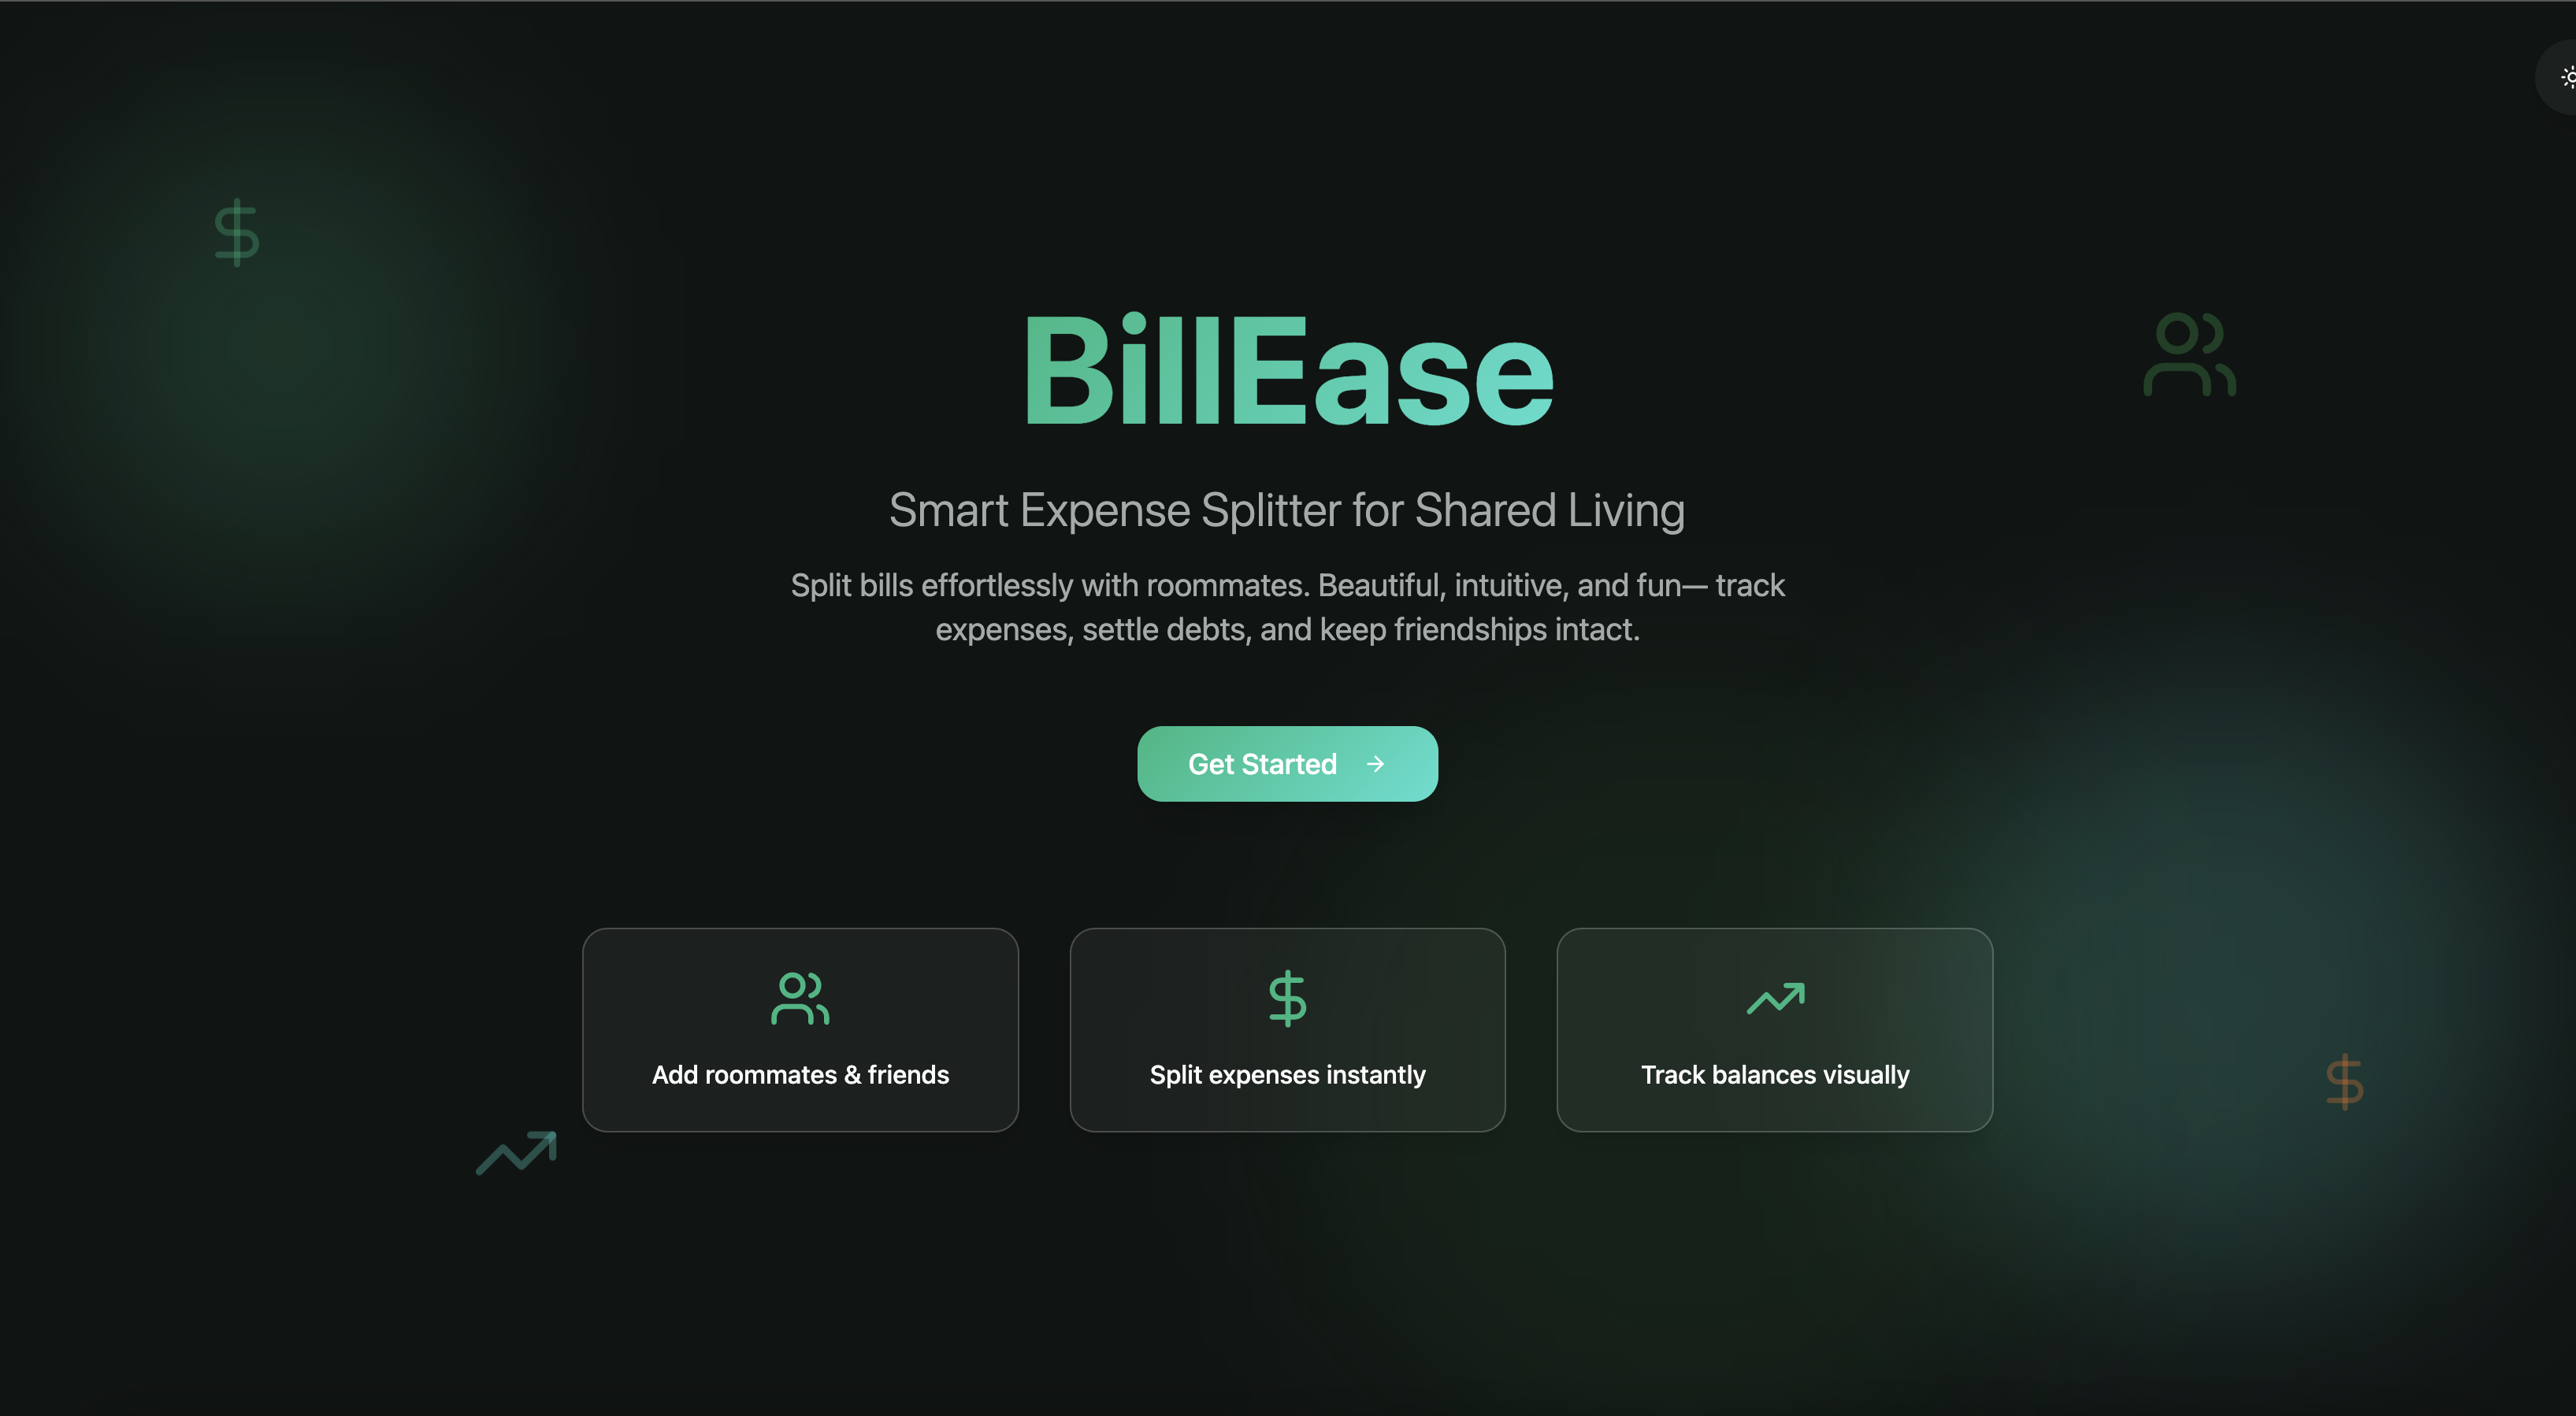 BillEase
Smart Expense Splitter for Shared Living
Split bills effortlessly with roommates. Beautiful, intuitive, and fun— track
expenses, settle debts, and keep friendships intact.
Get Started
Add roommates & friends
Split expenses instantly
Track balances visually